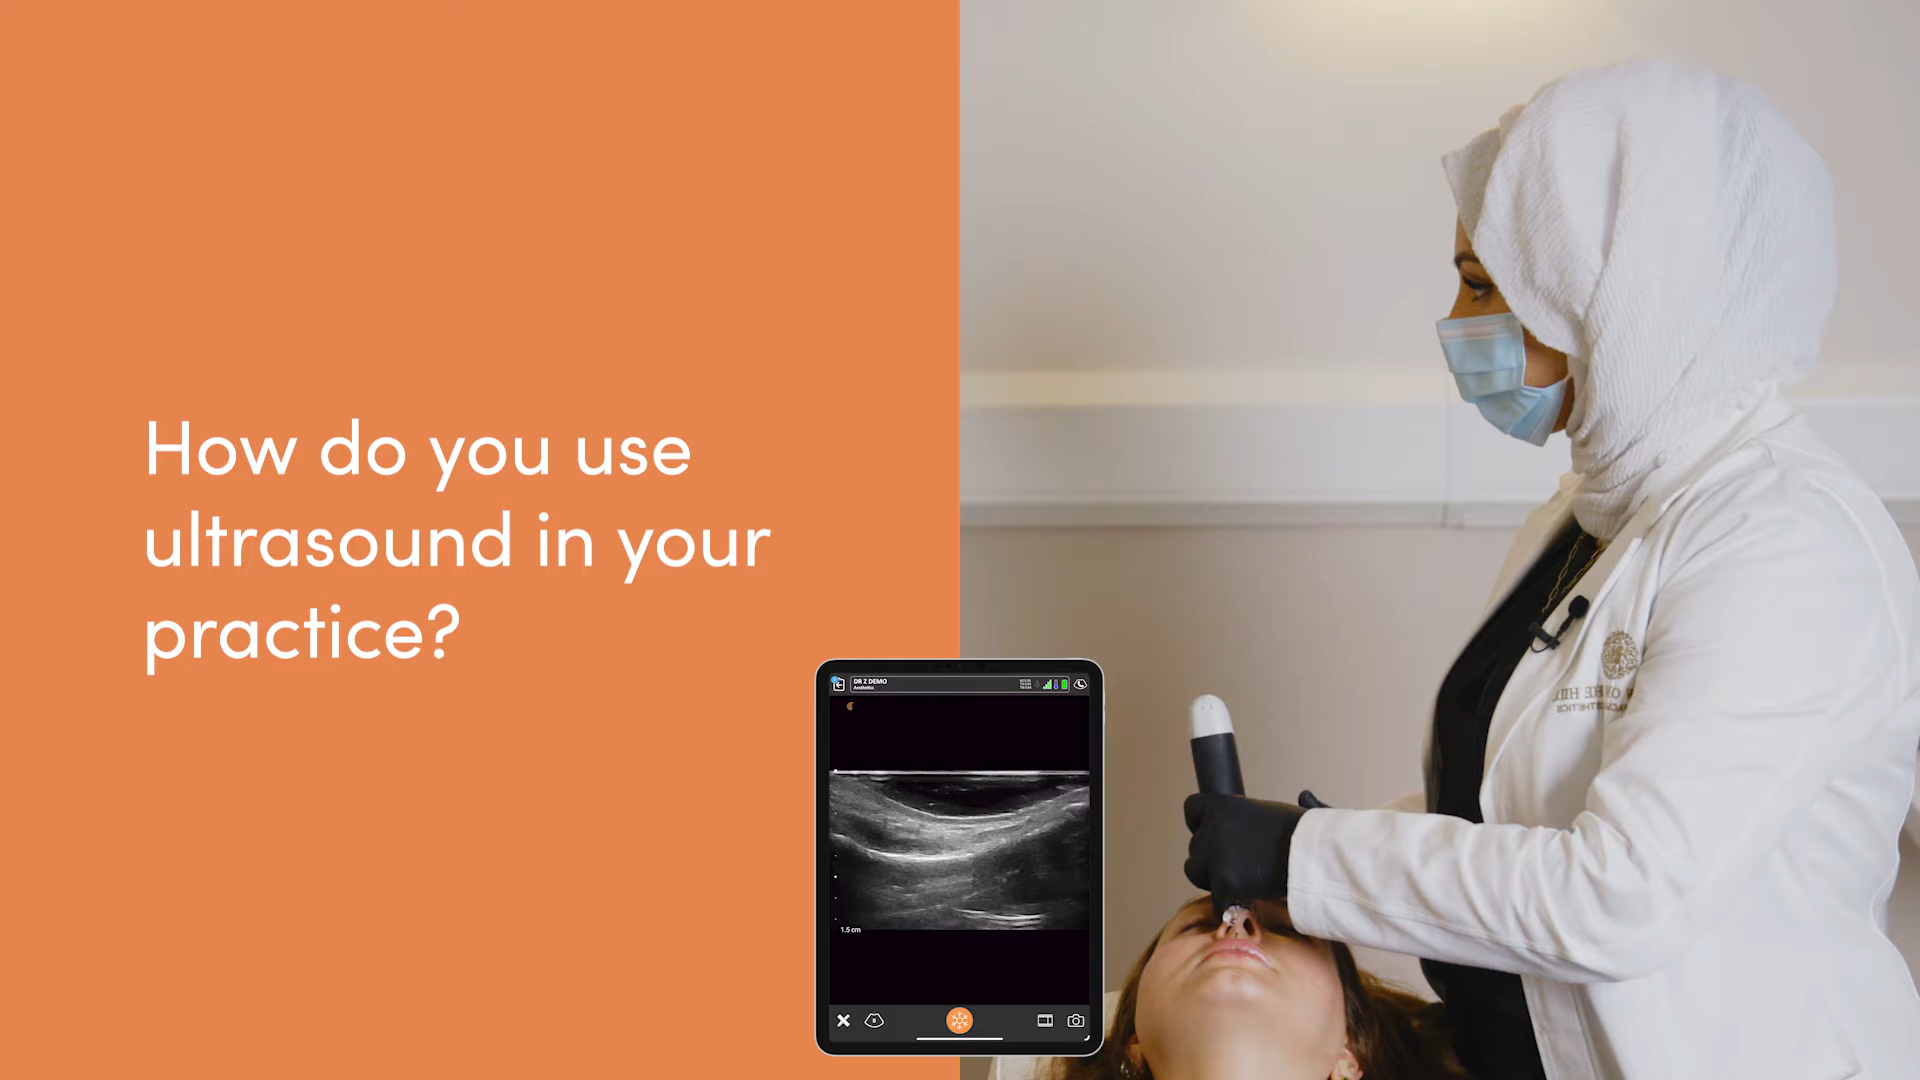 How do you use
ultrasound in your
practice?
DR Z DEMO
Aesthetics
1.5 cm